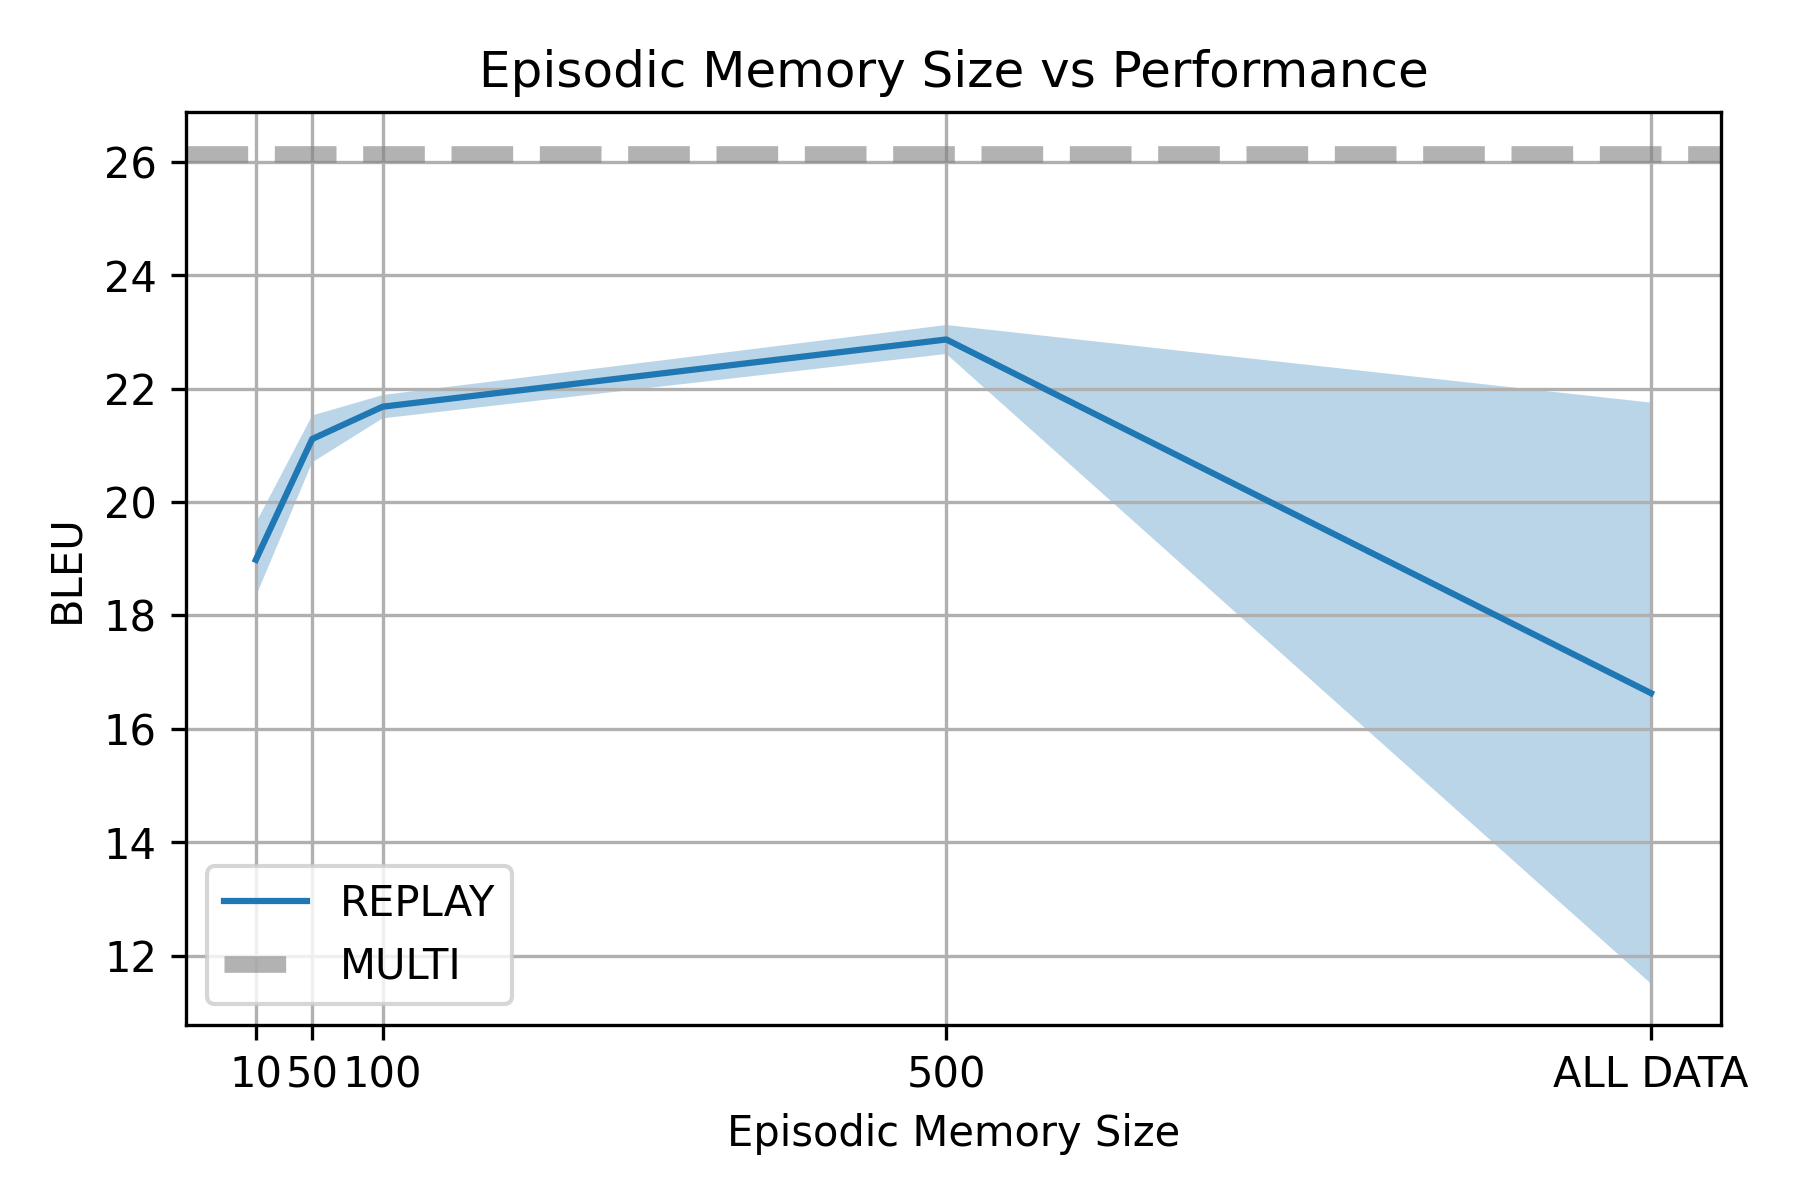 Episodic Memory Size vs Performance
26
24
22
20
18
16
14
12
BLEU
REPLAY
MULTI
10 50 100 500 ALL DATA
Episodic Memory Size